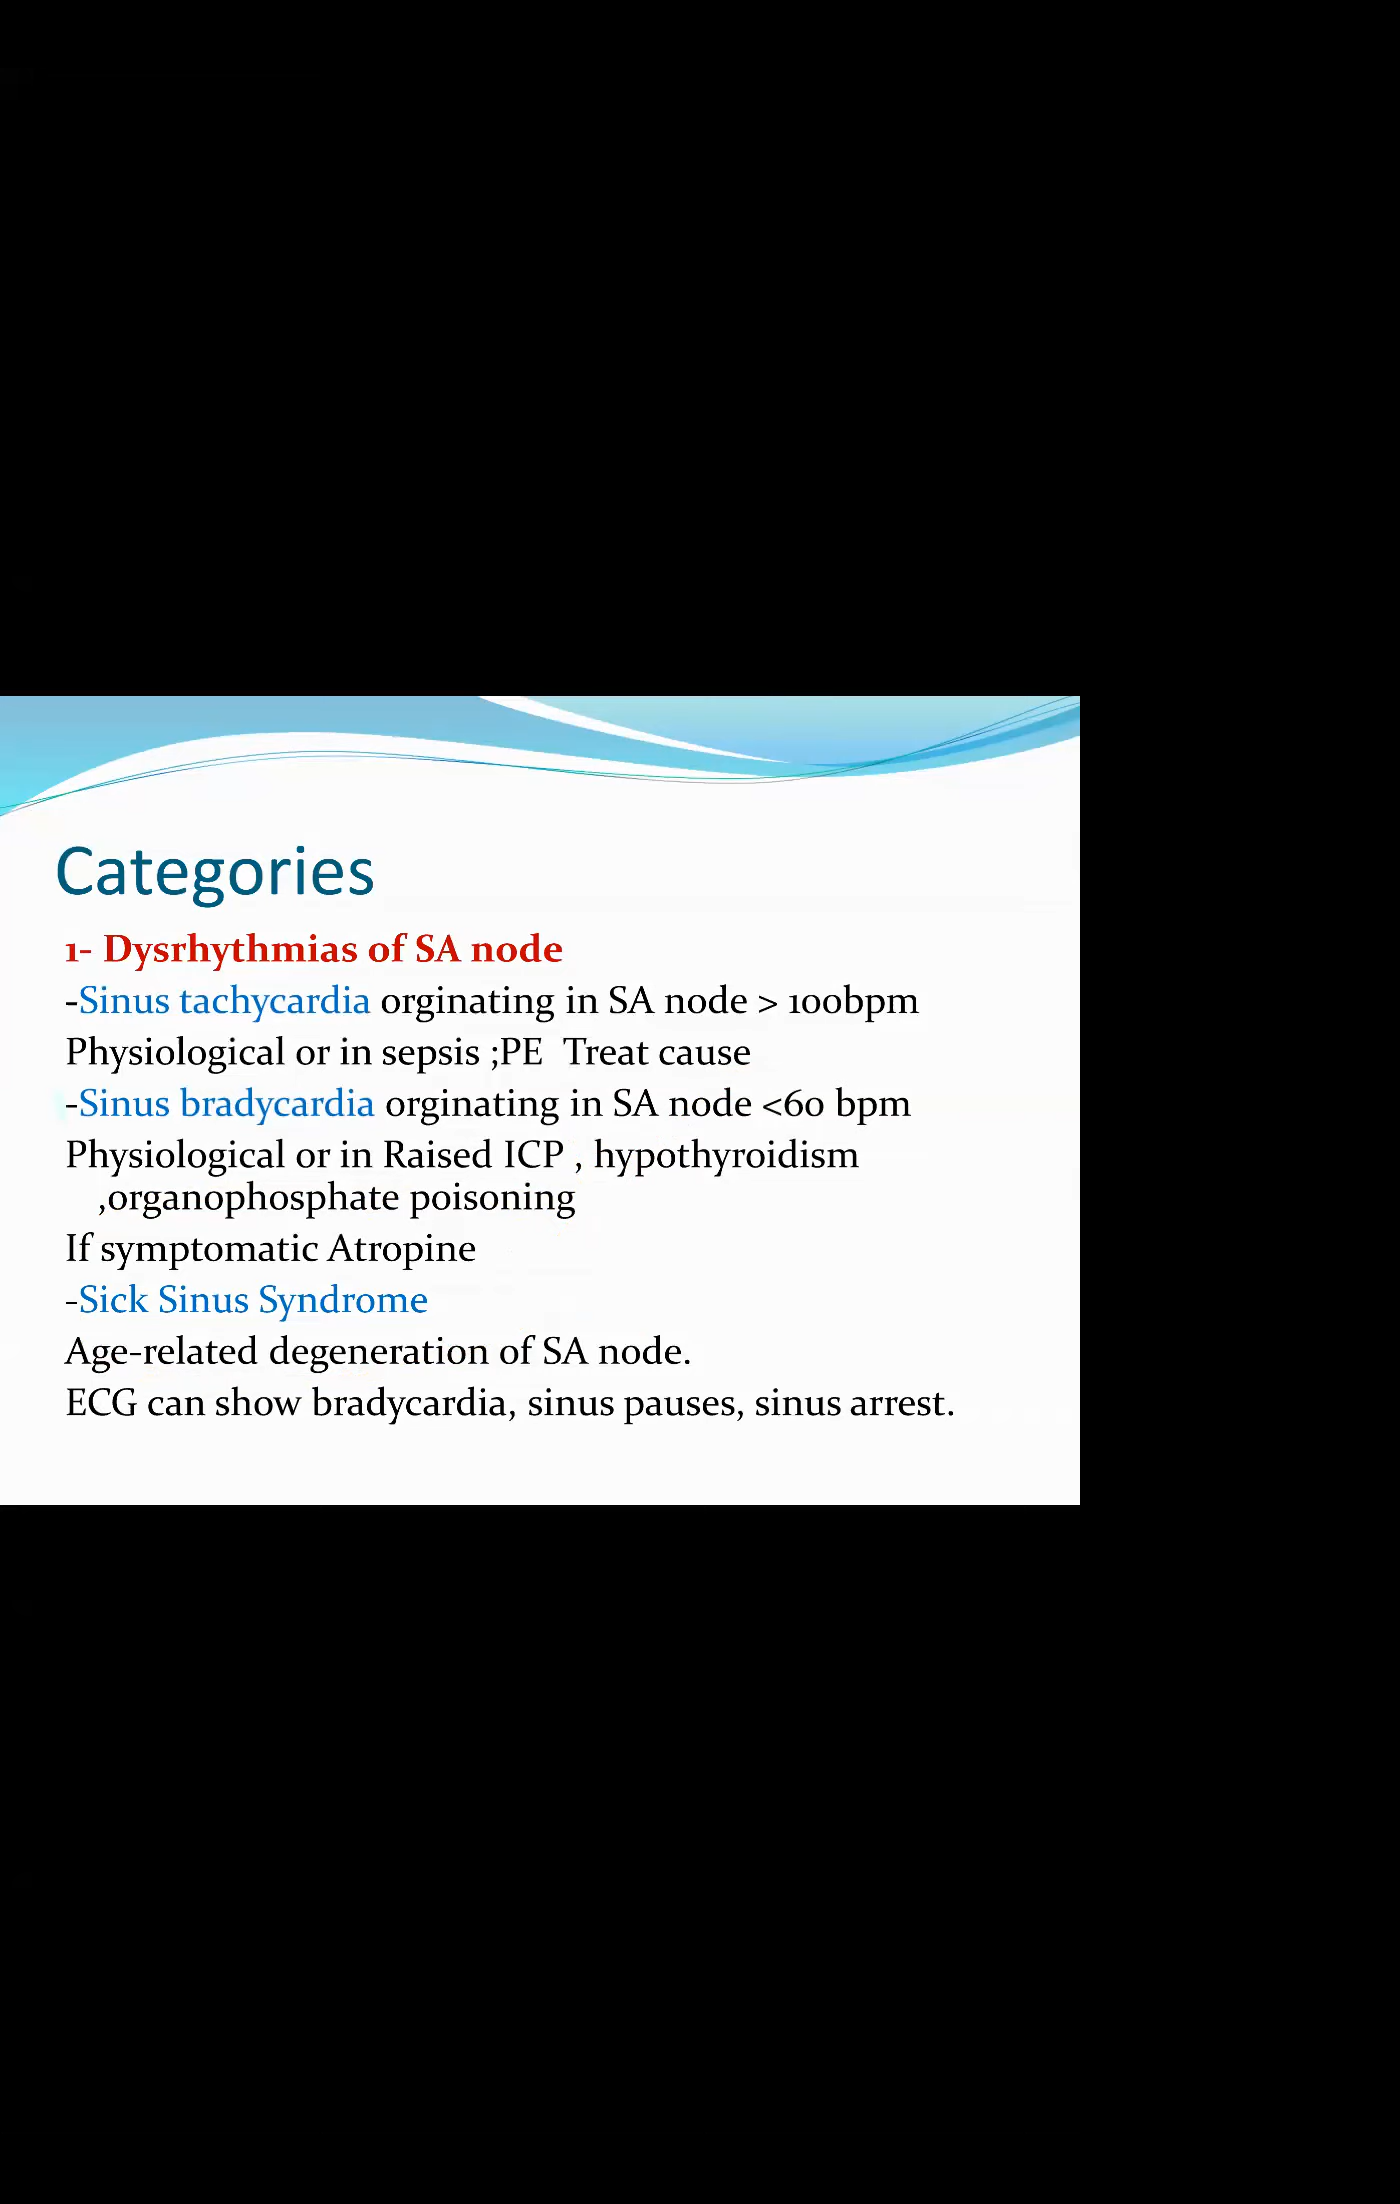 Categories
1- Dysrhythmias of SA node
-Sinus tachycardia orginating in SA node > 100bpm
Physiological or in sepsis ;PE  Treat cause
-Sinus bradycardia orginating in SA node <60 bpm
Physiological or in Raised ICP , hypothyroidism
,organophosphate poisoning
If symptomatic Atropine
-Sick Sinus Syndrome
Age-related degeneration of SA node.
ECG can show bradycardia, sinus pauses, sinus arrest.